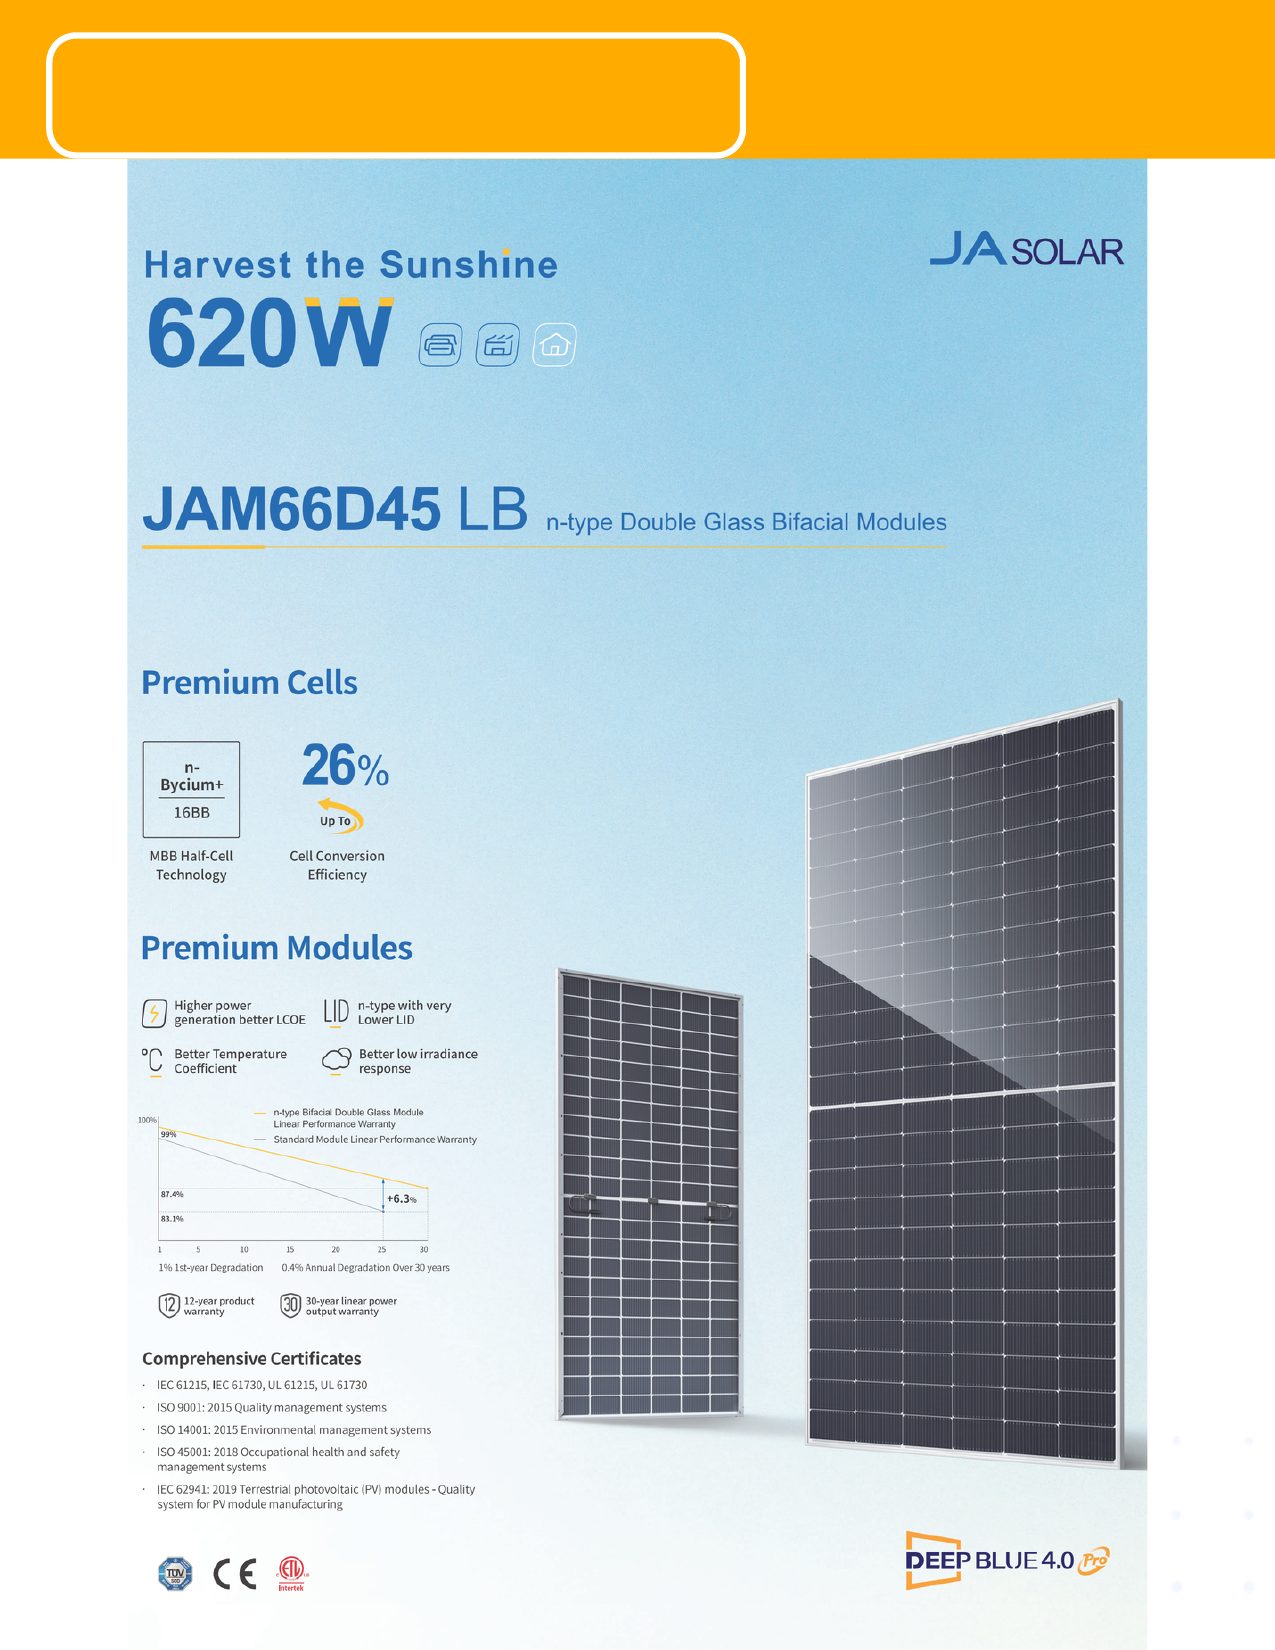 JA SOLAR
Harvest the Sunshine
620W
JAM66D45 LB n-type Double Glass Bifacial Modules
Premium Cells
n-
Bycium+
16BB
MBB Half-Cell
Technology
26%
Up To
Cell Conversion
Efficiency
Premium Modules
Higher power
generation better LCOE
LID
n-type with very
Lower LID
°C
Better Temperature
Coefficient
Better low irradiance
response
n-type Bifacial Double Glass Module
Linear Performance Warranty
Standard Module Linear Performance Warranty
100%
99%
87.4%
83.1%
+6.3%
1 5 10 15 20 25 30
1% 1st-year Degradation 0.4% Annual Degradation Over 30 years
12
12-year product
warranty
30
30-year linear power
output warranty
Comprehensive Certificates
· IEC 61215, IEC 61730, UL 61215, UL 61730
· ISO 9001: 2015 Quality management systems
· ISO 14001: 2015 Environmental management systems
· ISO 45001: 2018 Occupational health and safety
management systems
· IEC 62941: 2019 Terrestrial photovoltaic (PV) modules - Quality
system for PV module manufacturing
TÜV
SÜD
CE
ETL
Intertek
DEEP BLUE 4.0 Pro